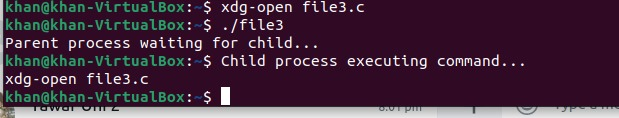 khan@khan-VirtualBox:~$ xdg-open file3.c
khan@khan-VirtualBox:~$ ./file3
Parent process waiting for child...
khan@khan-VirtualBox:~$ Child process executing command...
xdg-open file3.c
khan@khan-VirtualBox:~$